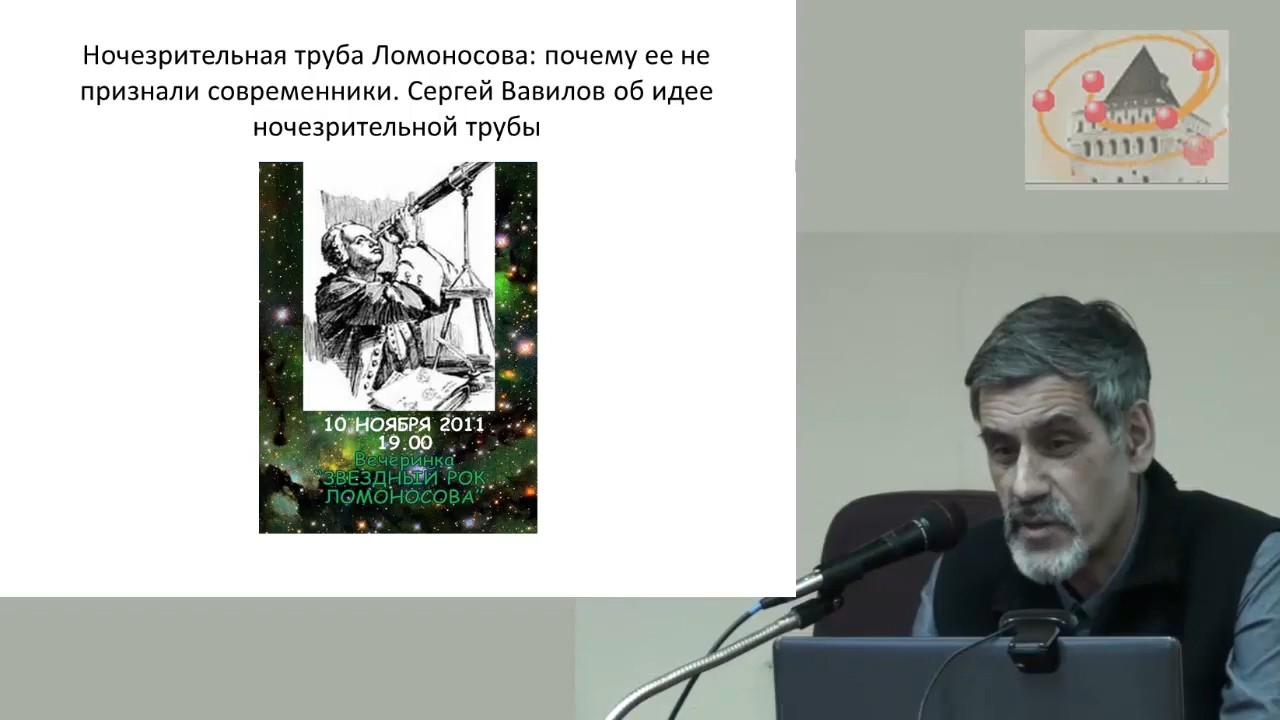 Ночезрительная труба Ломоносова: почему ее не
признали современники. Сергей Вавилов об идее
ночезрительной трубы
10 НОЯБРЯ 2011
19.00
Вечеринка
"ЗВЕЗДНЫЙ РОК
ЛОМОНОСОВА"